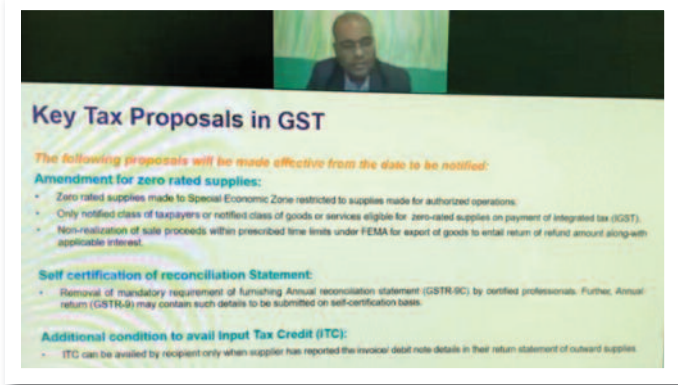 Key Tax Proposals in GST
The following proposals will be made effective from the date to be notified:
Amendment for zero rated supplies:
• Zero rated supplies made to Special Economic Zone restricted to supplies made for authorized operations.
• Only notified class of taxpayers or notified class of goods or services eligible for zero-rated supplies on payment of integrated tax (IGST).
• Non-realization of sale proceeds within prescribed time limits under FEMA for export of goods to entail return of refund amount along-with
applicable interest.
Self certification of reconciliation Statement:
• Removal of mandatory requirement of furnishing Annual reconciliation statement (GSTR-9C) by certified professionals. Further, Annual
return (GSTR-9) may contain such details to be submitted on self-certification basis.
Additional condition to avail Input Tax Credit (ITC):
• ITC can be availed by recipient only when supplier has reported the invoice/ debit note details in their return statement of outward supplies